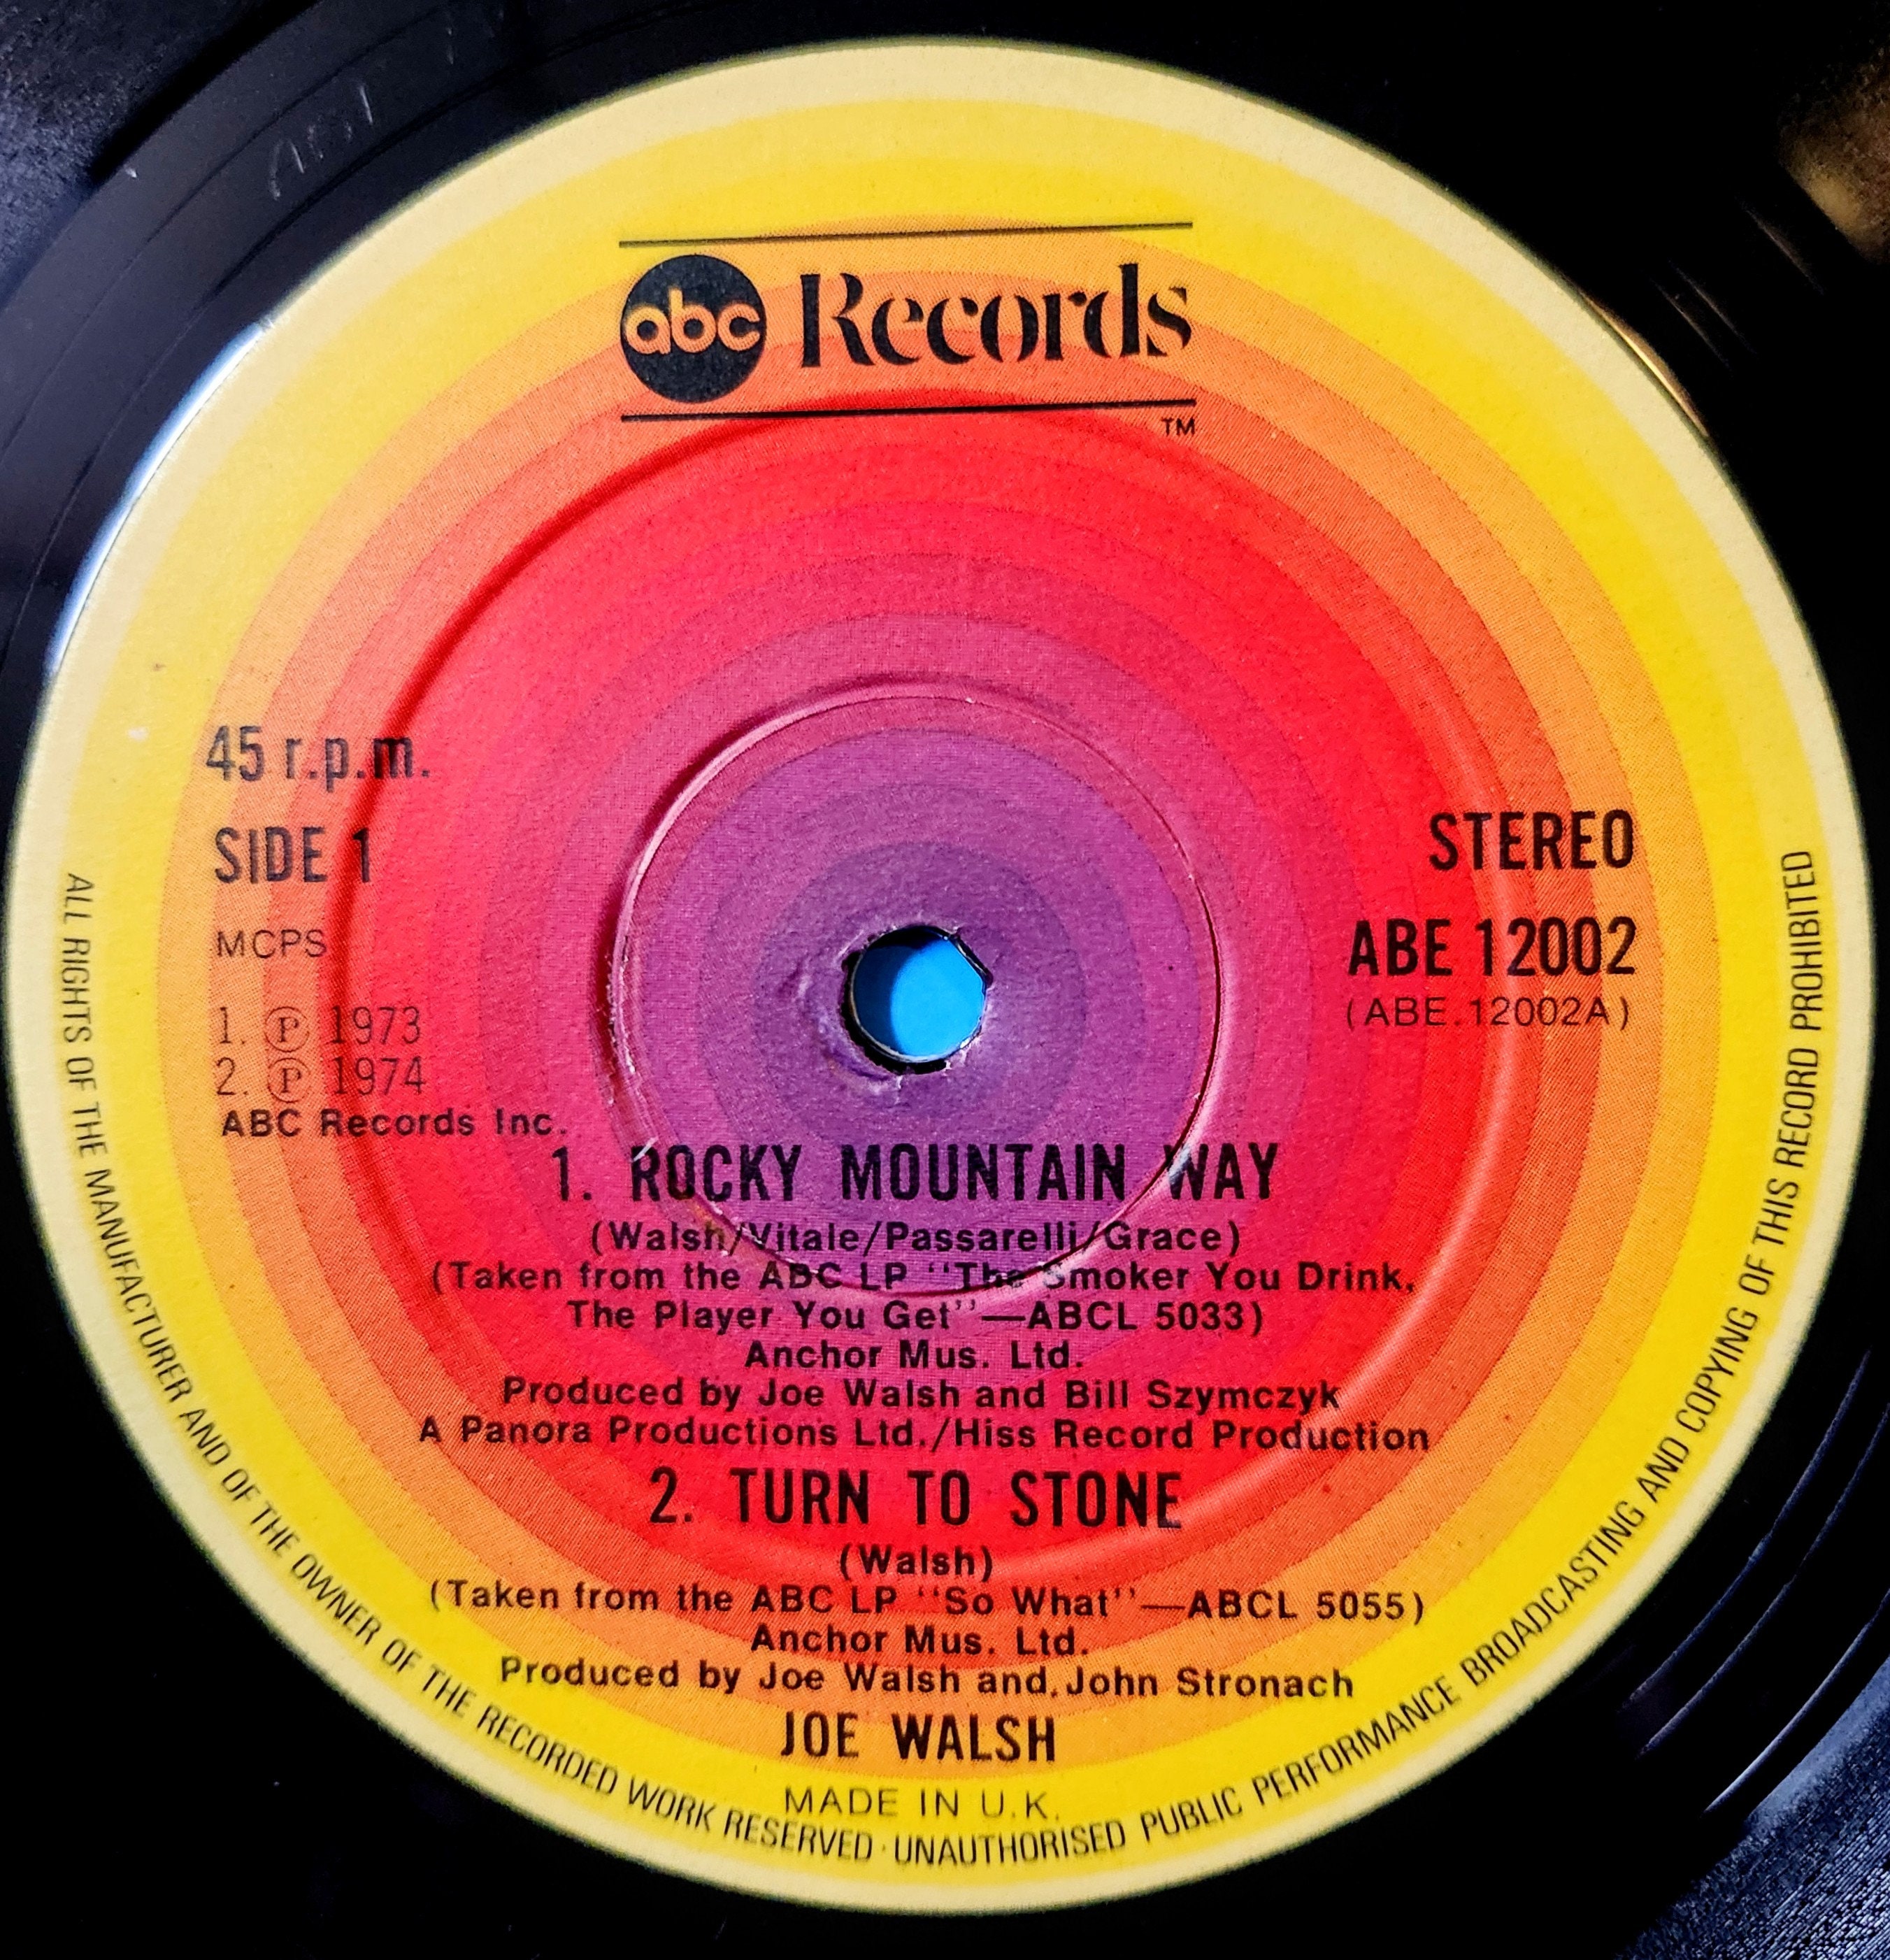 abc Records
TM
45 r.p.m.
SIDE 1
MCPS
1. Ⓟ 1973
2. Ⓟ 1974
ABC Records Inc.
STEREO
ABE 12002
(ABE.12002A)
1. ROCKY MOUNTAIN WAY
(Walsh/Vitale/Passarelli/Grace)
(Taken from the ABC LP "The Smoker You Drink,
The Player You Get"—ABCL 5033)
Anchor Mus. Ltd.
Produced by Joe Walsh and Bill Szymczyk
A Panora Productions Ltd./Hiss Record Production
2. TURN TO STONE
(Walsh)
(Taken from the ABC LP "So What"—ABCL 5055)
Anchor Mus. Ltd.
Produced by Joe Walsh and.John Stronach
JOE WALSH
MADE IN U.K.
ALL RIGHTS OF THE MANUFACTURER AND OF THE OWNER OF THE RECORDED WORK RESERVED · UNAUTHORISED PUBLIC PERFORMANCE BROADCASTING AND COPYING OF THIS RECORD PROHIBITED